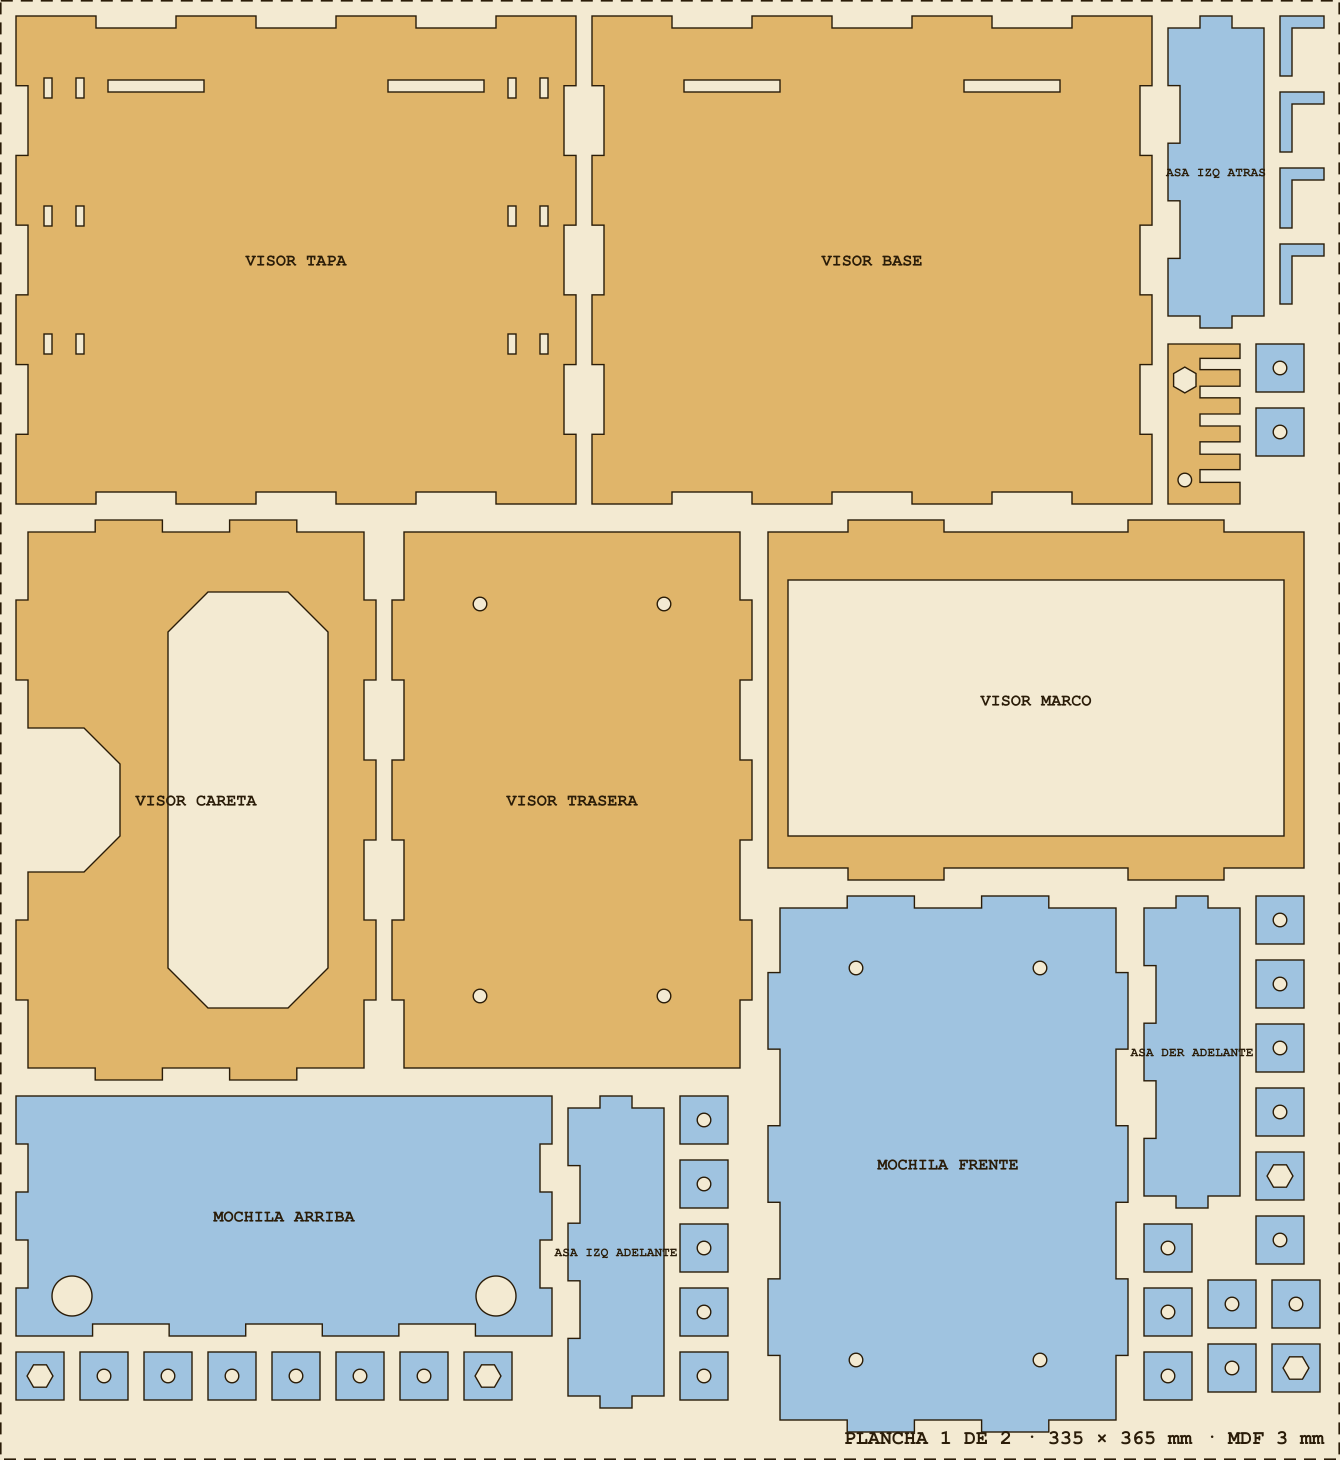 ASA IZQ ATRAS
VISOR TAPA
VISOR BASE
VISOR MARCO
VISOR CARETA
VISOR TRASERA
ASA DER ADELANTE
MOCHILA FRENTE
MOCHILA ARRIBA
ASA IZQ ADELANTE
PLANCHA 1 DE 2 · 335 × 365 mm · MDF 3 mm